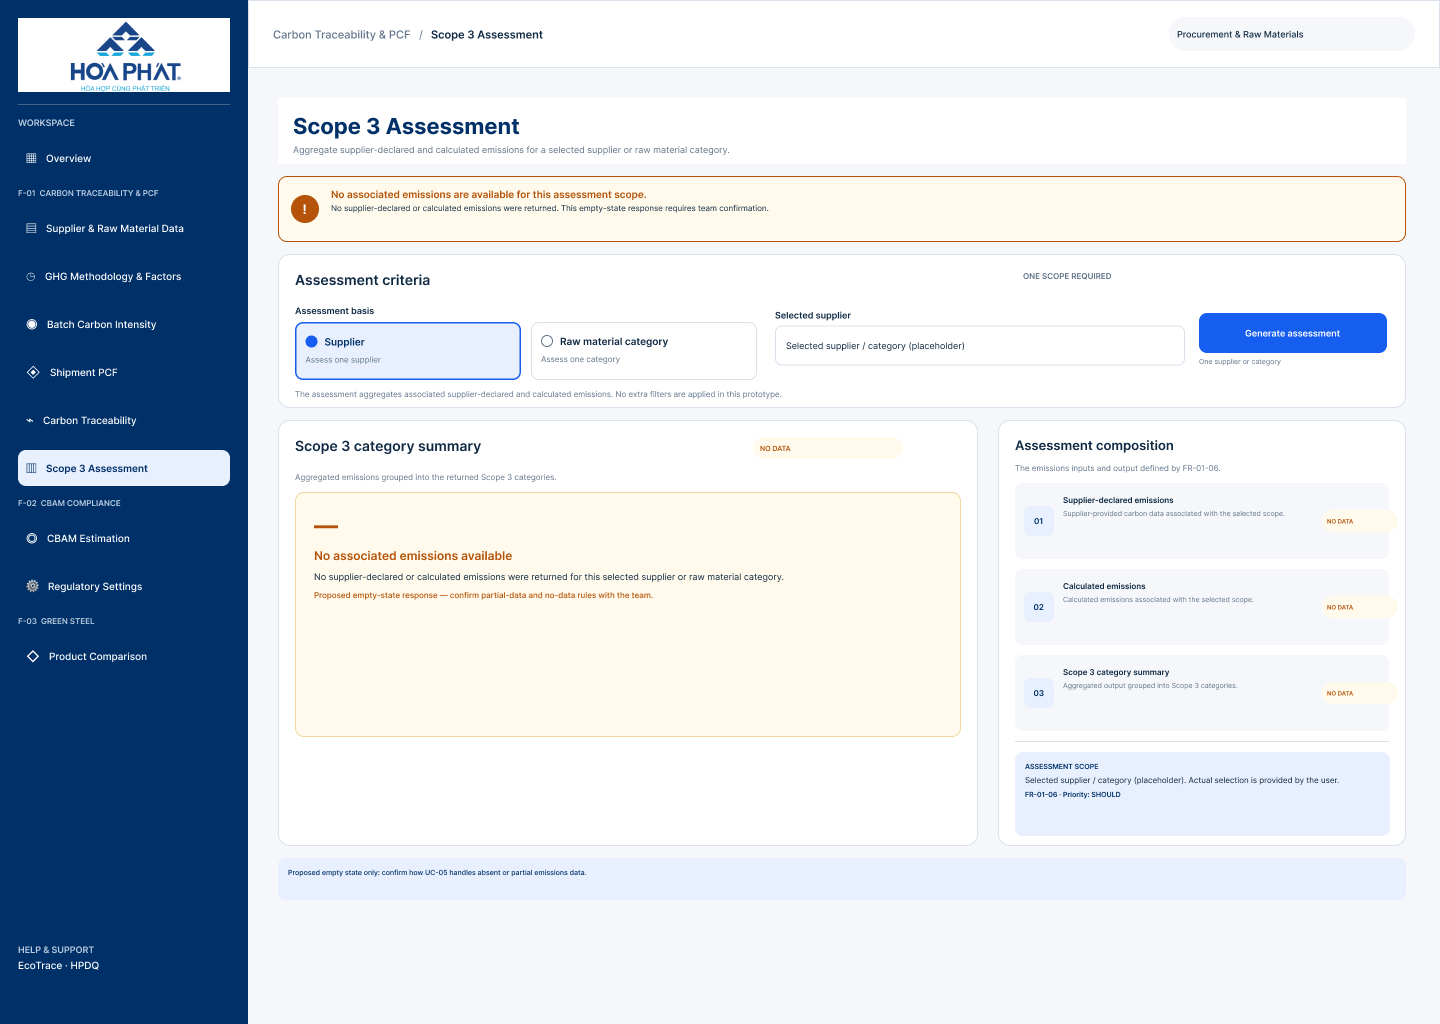 HÒA PHÁT
HÒA HỢP CÙNG PHÁT TRIỂN
WORKSPACE
Overview
F-01 CARBON TRACEABILITY & PCF
Supplier & Raw Material Data
GHG Methodology & Factors
Batch Carbon Intensity
Shipment PCF
Carbon Traceability
Scope 3 Assessment
F-02 CBAM COMPLIANCE
CBAM Estimation
Regulatory Settings
F-03 GREEN STEEL
Product Comparison
HELP & SUPPORT
EcoTrace · HPDQ
Carbon Traceability & PCF / Scope 3 Assessment
Procurement & Raw Materials
Scope 3 Assessment
Aggregate supplier-declared and calculated emissions for a selected supplier or raw material category.
!
No associated emissions are available for this assessment scope.
No supplier-declared or calculated emissions were returned. This empty-state response requires team confirmation.
Assessment criteria
ONE SCOPE REQUIRED
Assessment basis
Supplier
Assess one supplier
Raw material category
Assess one category
Selected supplier
Selected supplier / category (placeholder)
Generate assessment
One supplier or category
The assessment aggregates associated supplier-declared and calculated emissions. No extra filters are applied in this prototype.
Scope 3 category summary
NO DATA
Aggregated emissions grouped into the returned Scope 3 categories.
—
No associated emissions available
No supplier-declared or calculated emissions were returned for this selected supplier or raw material category.
Proposed empty-state response — confirm partial-data and no-data rules with the team.
Assessment composition
The emissions inputs and output defined by FR-01-06.
01
Supplier-declared emissions
Supplier-provided carbon data associated with the selected scope.
NO DATA
02
Calculated emissions
Calculated emissions associated with the selected scope.
NO DATA
03
Scope 3 category summary
Aggregated output grouped into Scope 3 categories.
NO DATA
ASSESSMENT SCOPE
Selected supplier / category (placeholder). Actual selection is provided by the user.
FR-01-06 · Priority: SHOULD
Proposed empty state only: confirm how UC-05 handles absent or partial emissions data.